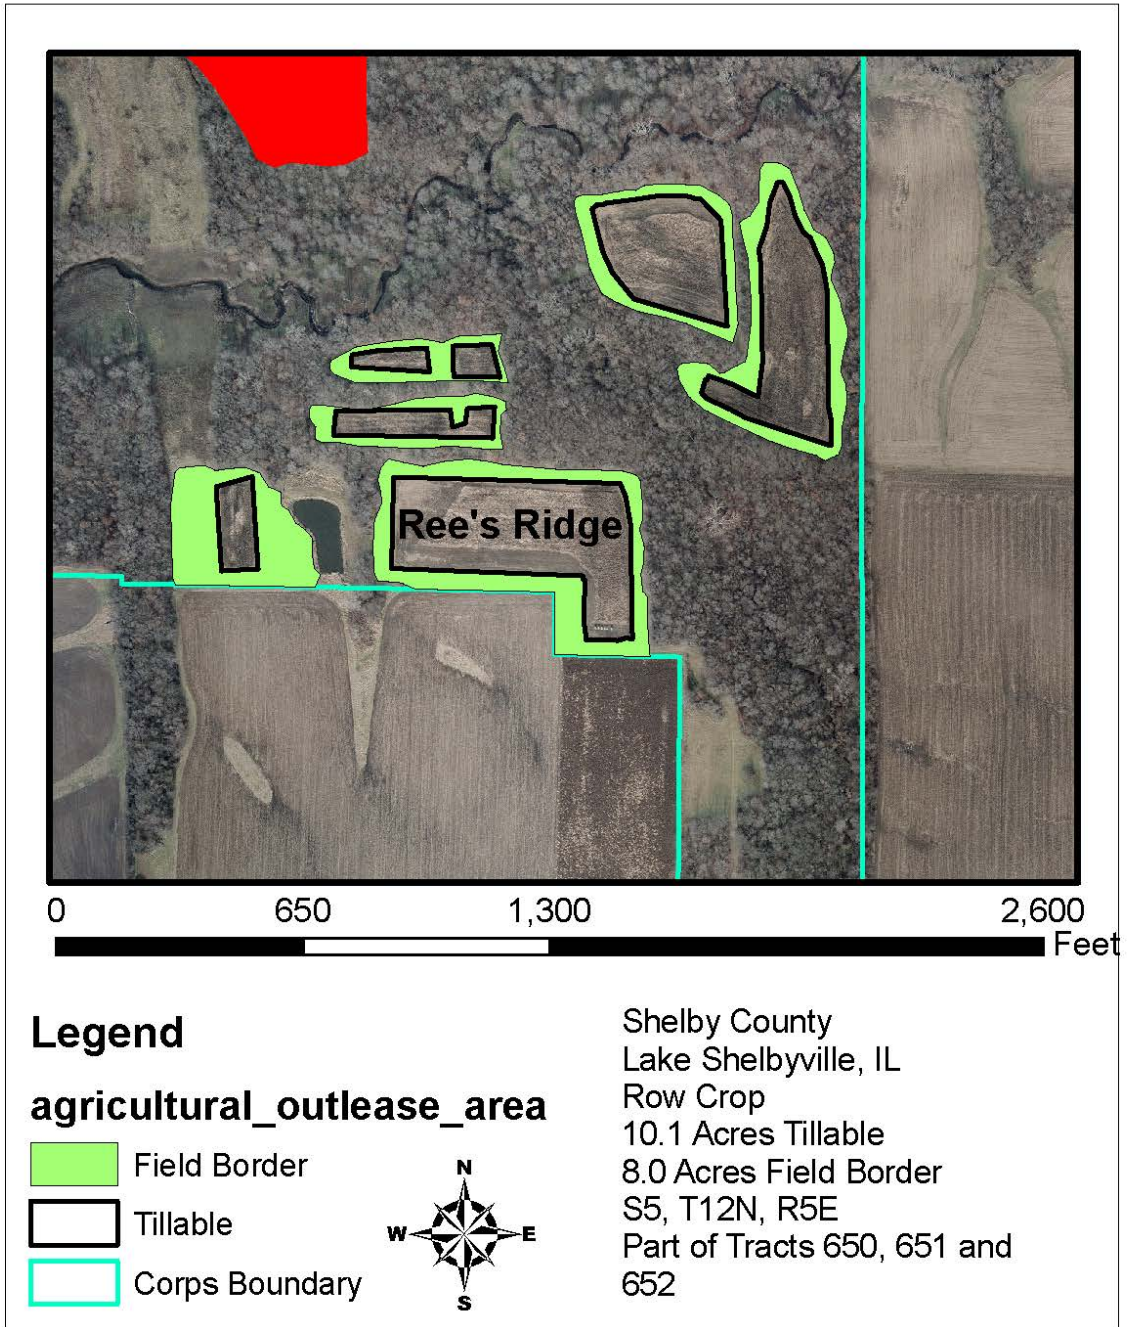 Ree's Ridge
0 650 1,300 2,600
Feet
Legend
agricultural_outlease_area
Field Border
Tillable
Corps Boundary
N
W E
S
Shelby County
Lake Shelbyville, IL
Row Crop
10.1 Acres Tillable
8.0 Acres Field Border
S5, T12N, R5E
Part of Tracts 650, 651 and
652